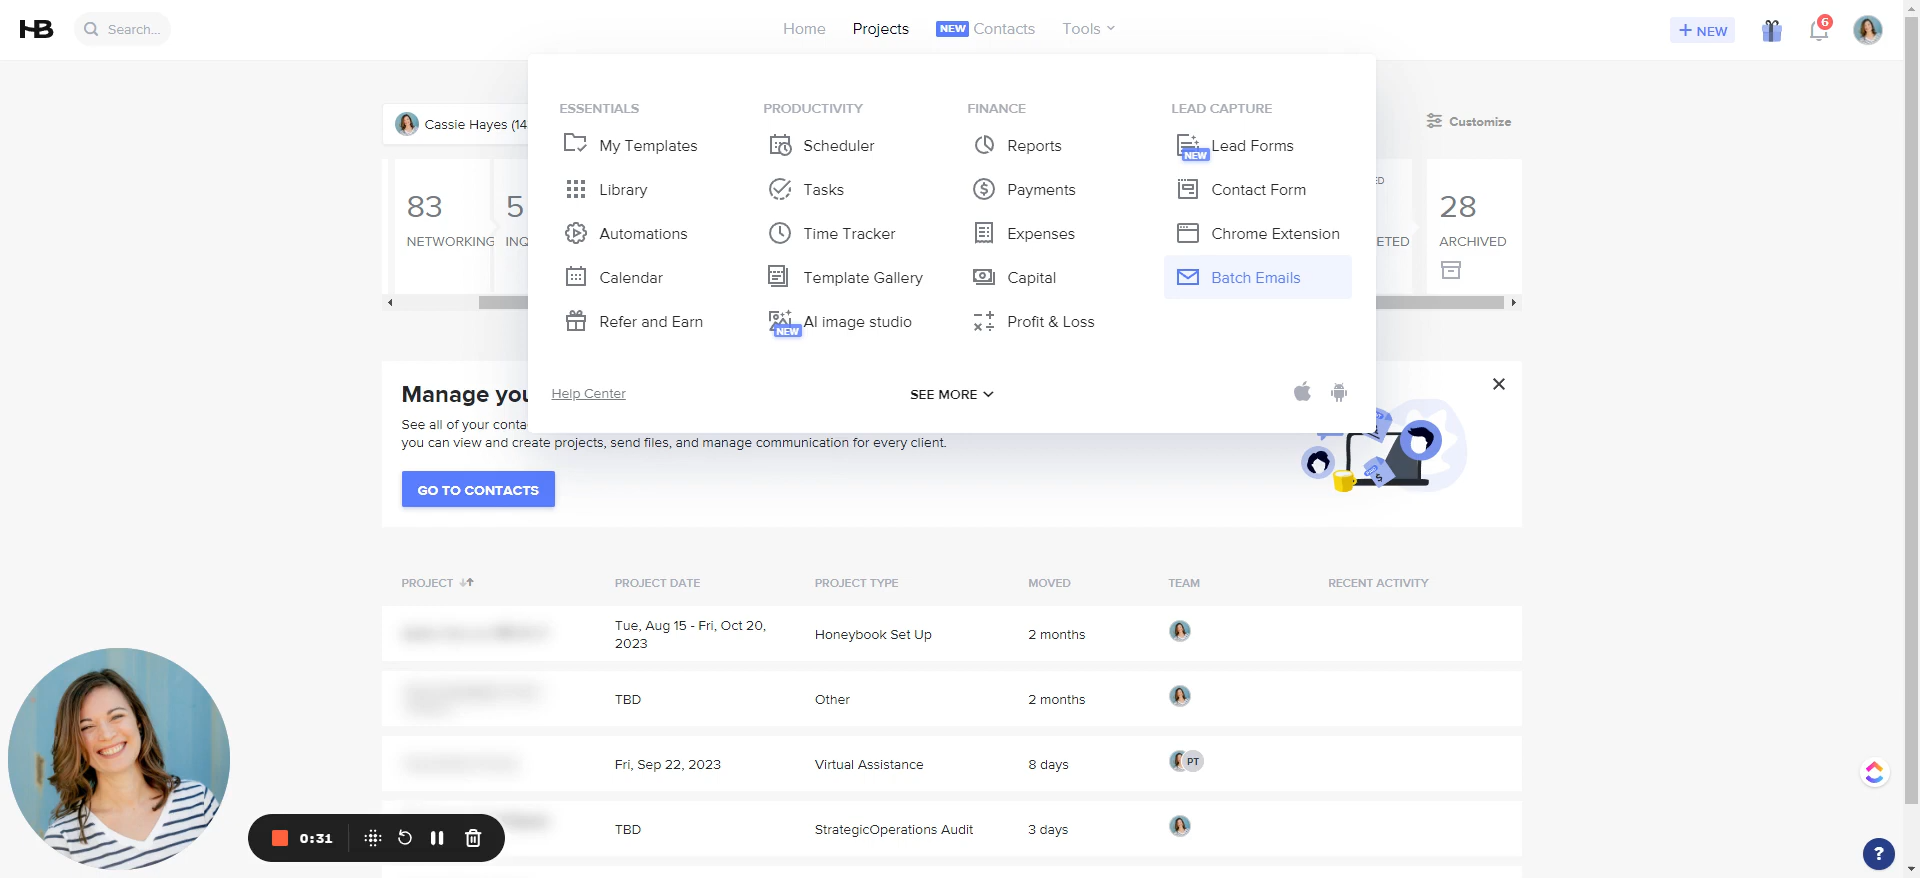 HB
Search...
Home
Projects
NEW Contacts
Tools
+ NEW
6
Cassie Hayes (14
Customize
83
NETWORKING
5
INQ
ED
ETED
28
ARCHIVED
ESSENTIALS
My Templates
Library
Automations
Calendar
Refer and Earn
PRODUCTIVITY
Scheduler
Tasks
Time Tracker
Template Gallery
NEW
AI image studio
FINANCE
Reports
Payments
Expenses
Capital
Profit & Loss
LEAD CAPTURE
NEW
Lead Forms
Contact Form
Chrome Extension
Batch Emails
Help Center
SEE MORE
Manage you
See all of your conta
you can view and create projects, send files, and manage communication for every client.
GO TO CONTACTS
PROJECT
PROJECT DATE
PROJECT TYPE
MOVED
TEAM
RECENT ACTIVITY
Tue, Aug 15 - Fri, Oct 20,
2023
Honeybook Set Up
2 months
TBD
Other
2 months
Fri, Sep 22, 2023
Virtual Assistance
8 days
PT
TBD
StrategicOperations Audit
3 days
0:31
?